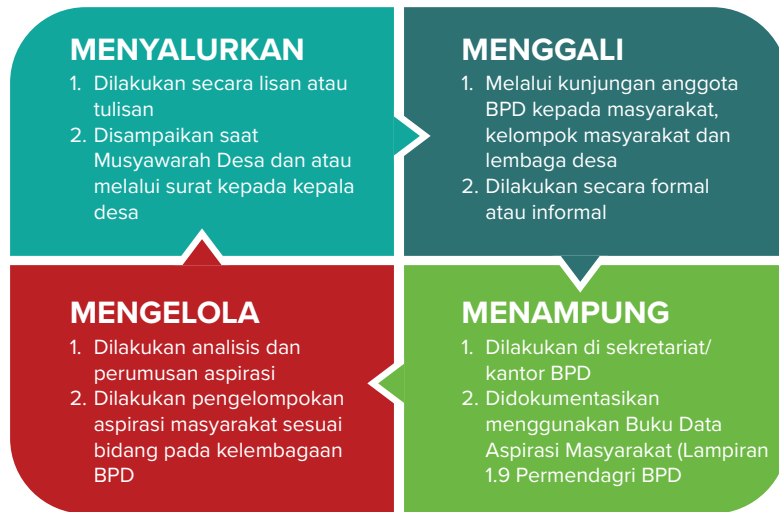 MENYALURKAN
1. Dilakukan secara lisan atau
tulisan
2. Disampaikan saat
Musyawarah Desa dan atau
melalui surat kepada kepala
desa
MENGGALI
1. Melalui kunjungan anggota
BPD kepada masyarakat,
kelompok masyarakat dan
lembaga desa
2. Dilakukan secara formal
atau informal
MENGELOLA
1. Dilakukan analisis dan
perumusan aspirasi
2. Dilakukan pengelompokan
aspirasi masyarakat sesuai
bidang pada kelembagaan
BPD
MENAMPUNG
1. Dilakukan di sekretariat/
kantor BPD
2. Didokumentasikan
menggunakan Buku Data
Aspirasi Masyarakat (Lampiran
1.9 Permendagri BPD